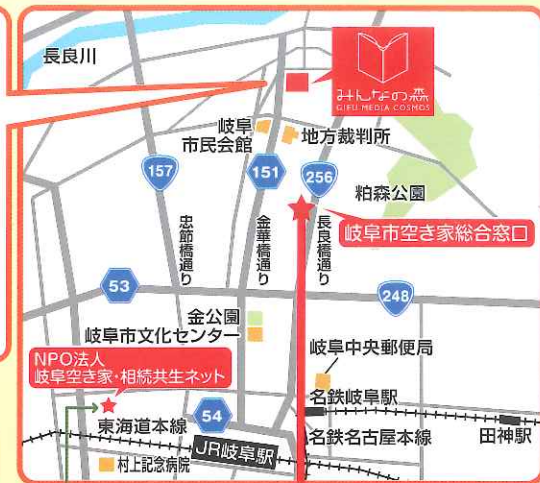 長良川
みんなの森
GIFU MEDIA COSMOS
岐阜
市民会館
地方裁判所
157
151
256
粕森公園
岐阜市空き家総合窓口
忠節橋通り
金華橋通り
長良橋通り
53
248
金公園
岐阜市文化センター
岐阜中央郵便局
NPO法人
岐阜空き家・相続共生ネット
名鉄岐阜駅
54
東海道本線
名鉄名古屋本線
田神駅
JR岐阜駅
村上記念病院